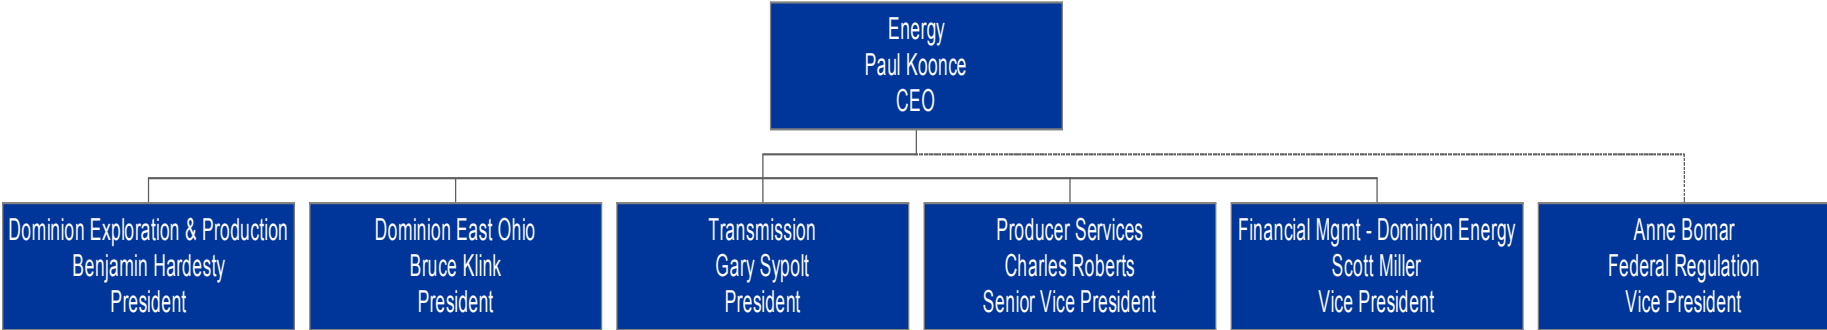 Energy
Paul Koonce
CEO
Dominion Exploration & Production
Benjamin Hardesty
President
Dominion East Ohio
Bruce Klink
President
Transmission
Gary Sypolt
President
Producer Services
Charles Roberts
Senior Vice President
Financial Mgmt - Dominion Energy
Scott Miller
Vice President
Anne Bomar
Federal Regulation
Vice President